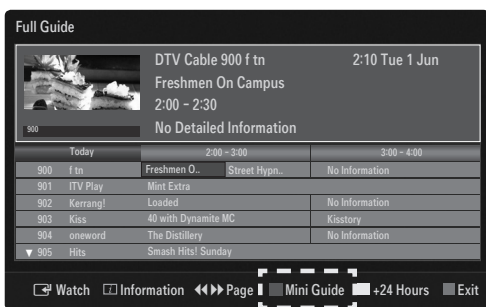 Full Guide
DTV Cable 900 f tn 2:10 Tue 1 Jun
Freshmen On Campus
2:00 - 2:30
No Detailed Information
900
Today 2:00 - 3:00 3:00 - 4:00
900 f tn Freshmen O.. Street Hypn.. No Information
901 ITV Play Mint Extra
902 Kerrang! Loaded No Information
903 Kiss 40 with Dynamite MC Kisstory
904 oneword The Distillery No Information
▼ 905 Hits Smash Hits! Sunday
Watch i Information ◀◀ ▶▶ Page Mini Guide +24 Hours Exit